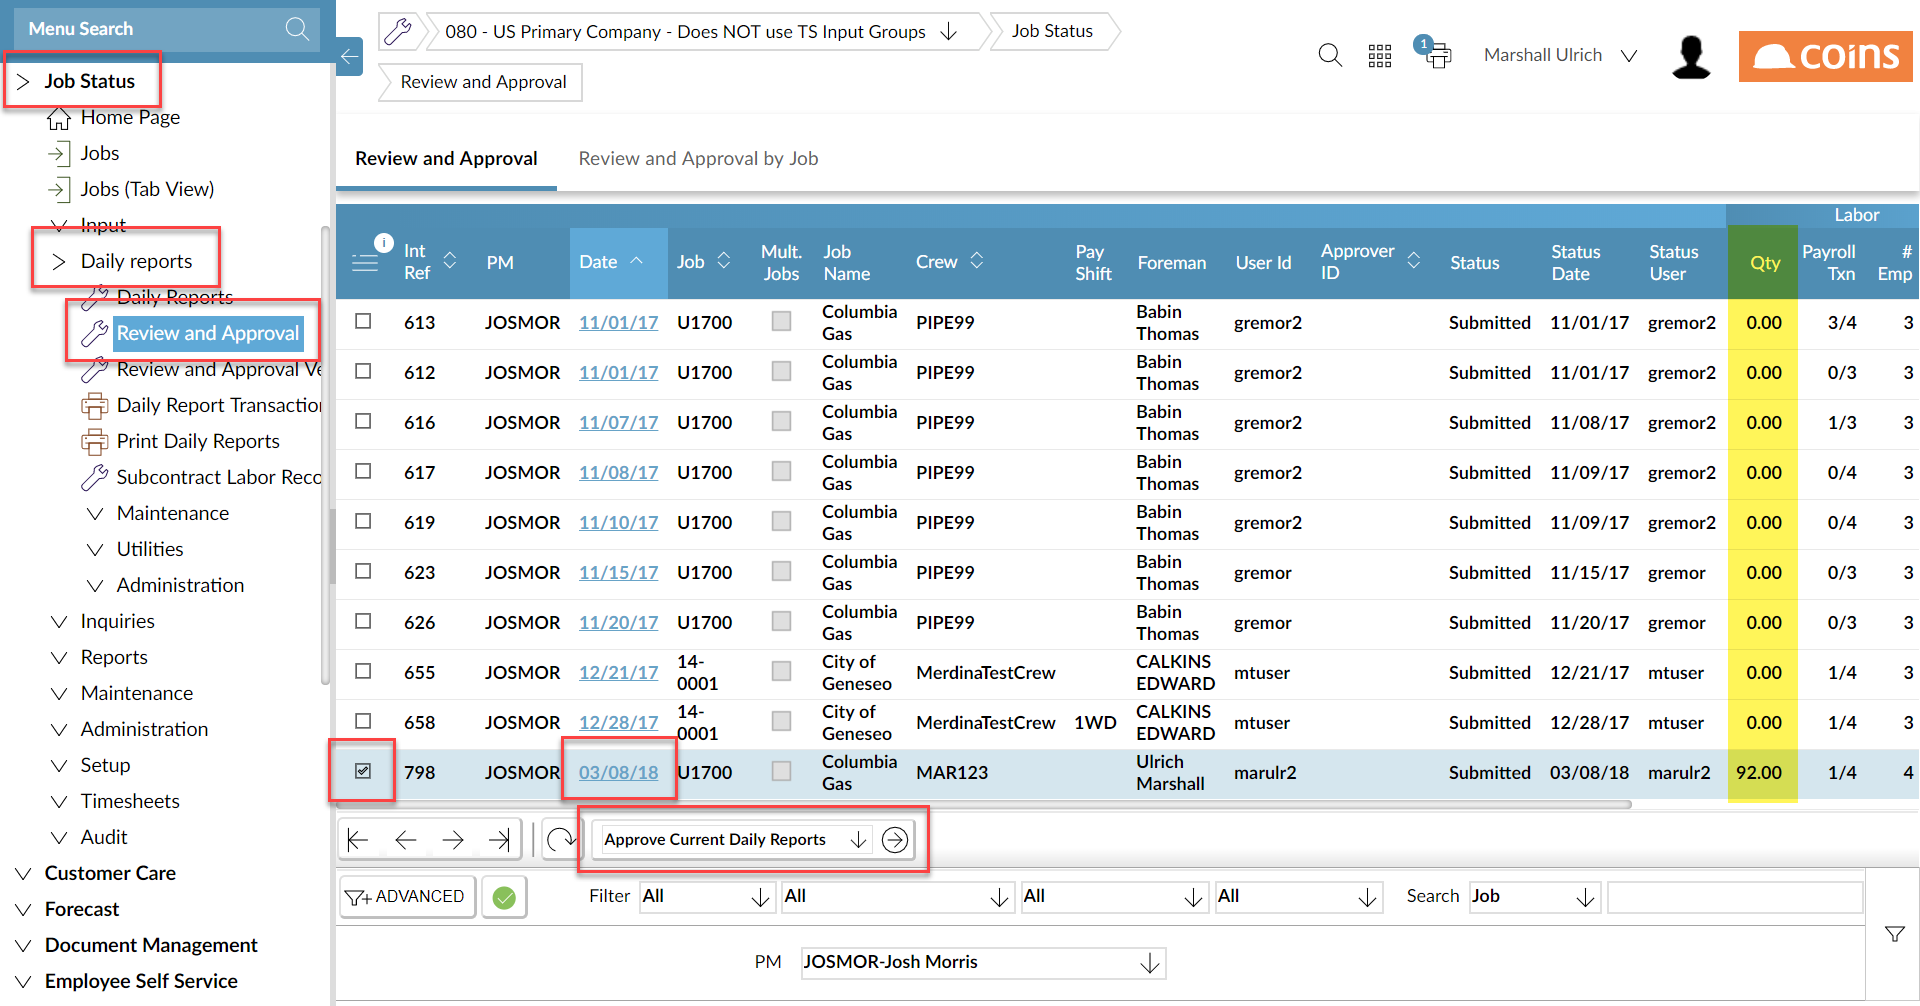 Menu Search
Job Status
Home Page
Jobs
Jobs (Tab View)
Input
Daily reports
Daily Reports
Review and Approval
Review and Approval Ve
Daily Report Transaction
Print Daily Reports
Subcontract Labor Reco
Maintenance
Utilities
Administration
Inquiries
Reports
Maintenance
Administration
Setup
Timesheets
Audit
Customer Care
Forecast
Document Management
Employee Self Service
080 - US Primary Company - Does NOT use TS Input Groups
Job Status
Review and Approval
1
Marshall Ulrich
coins
Review and Approval
Review and Approval by Job
Labor
i
Int Ref PM Date Job Mult. Jobs Job Name Crew Pay Shift Foreman User Id Approver ID Status Status Date Status User Qty Payroll Txn # Emp
613 JOSMOR 11/01/17 U1700 Columbia Gas PIPE99 Babin Thomas gremor2 Submitted 11/01/17 gremor2 0.00 3/4 3
612 JOSMOR 11/01/17 U1700 Columbia Gas PIPE99 Babin Thomas gremor2 Submitted 11/01/17 gremor2 0.00 0/3 3
616 JOSMOR 11/07/17 U1700 Columbia Gas PIPE99 Babin Thomas gremor2 Submitted 11/08/17 gremor2 0.00 1/3 3
617 JOSMOR 11/08/17 U1700 Columbia Gas PIPE99 Babin Thomas gremor2 Submitted 11/09/17 gremor2 0.00 0/4 3
619 JOSMOR 11/10/17 U1700 Columbia Gas PIPE99 Babin Thomas gremor2 Submitted 11/09/17 gremor2 0.00 0/4 3
623 JOSMOR 11/15/17 U1700 Columbia Gas PIPE99 Babin Thomas gremor Submitted 11/15/17 gremor 0.00 0/3 3
626 JOSMOR 11/20/17 U1700 Columbia Gas PIPE99 Babin Thomas gremor Submitted 11/20/17 gremor 0.00 0/3 3
655 JOSMOR 12/21/17 14-0001 City of Geneseo MerdinaTestCrew CALKINS EDWARD mtuser Submitted 12/21/17 mtuser 0.00 1/4 3
658 JOSMOR 12/28/17 14-0001 City of Geneseo MerdinaTestCrew 1WD CALKINS EDWARD mtuser Submitted 12/28/17 mtuser 0.00 1/4 3
798 JOSMOR 03/08/18 U1700 Columbia Gas MAR123 Ulrich Marshall marulr2 Submitted 03/08/18 marulr2 92.00 1/4 4
Approve Current Daily Reports
ADVANCED
Filter All All All All Search Job
PM JOSMOR-Josh Morris